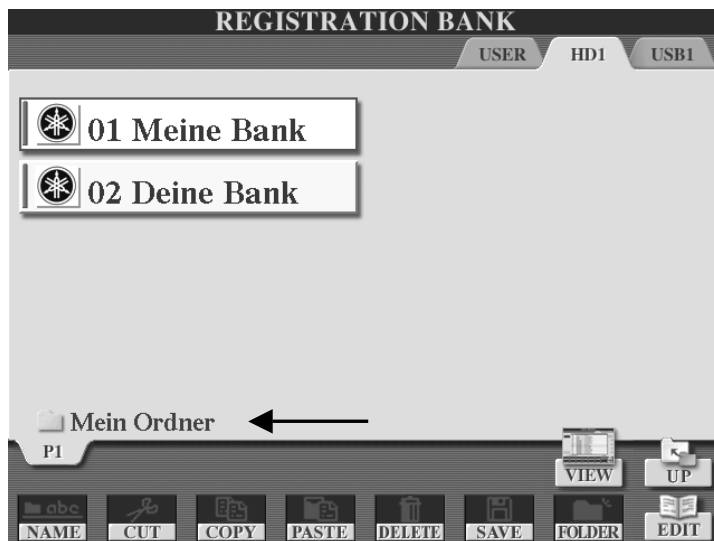 REGISTRATION BANK
USER HD1 USB1
01 Meine Bank
02 Deine Bank
Mein Ordner
P1
VIEW UP
abc
NAME CUT COPY PASTE DELETE SAVE FOLDER EDIT